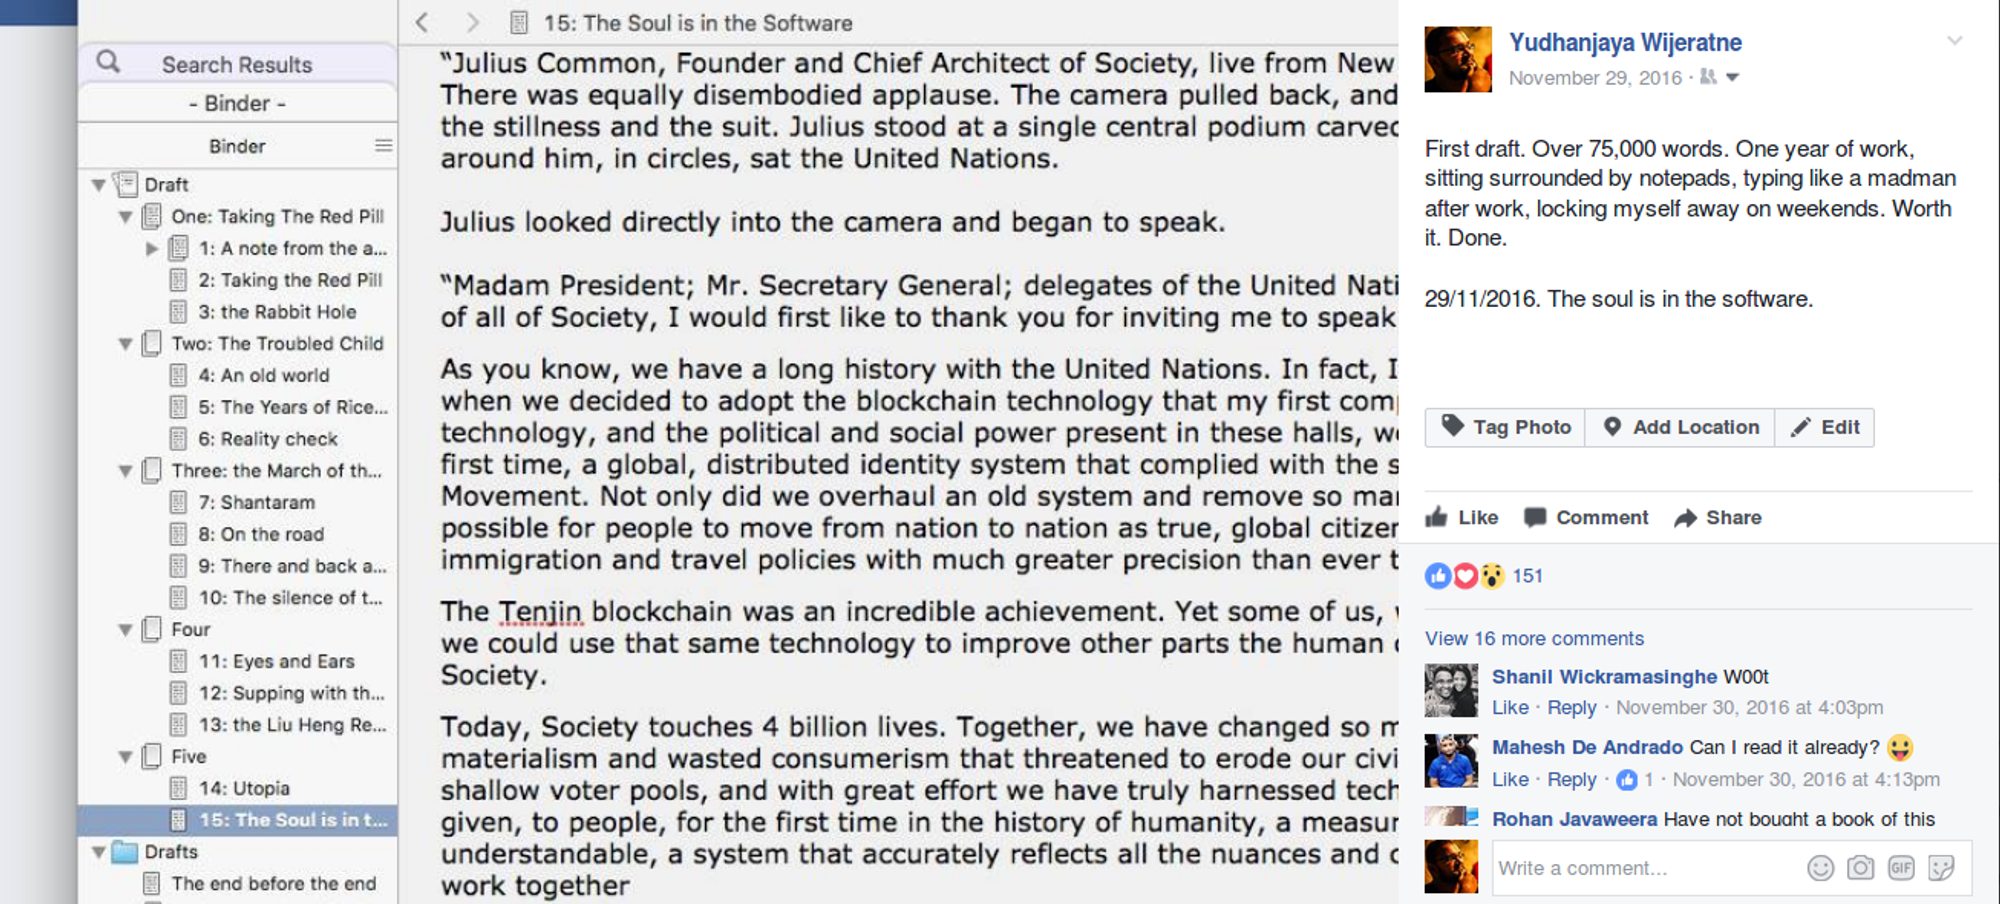 Search Results
- Binder -
Binder
Draft
One: Taking The Red Pill
1: A note from the a...
2: Taking the Red Pill
3: the Rabbit Hole
Two: The Troubled Child
4: An old world
5: The Years of Rice...
6: Reality check
Three: the March of th...
7: Shantaram
8: On the road
9: There and back a...
10: The silence of t...
Four
11: Eyes and Ears
12: Supping with th...
13: the Liu Heng Re...
Five
14: Utopia
15: The Soul is in t...
Drafts
The end before the end
15: The Soul is in the Software
“Julius Common, Founder and Chief Architect of Society, live from New
There was equally disembodied applause. The camera pulled back, and
the stillness and the suit. Julius stood at a single central podium carved
around him, in circles, sat the United Nations.
Julius looked directly into the camera and began to speak.
“Madam President; Mr. Secretary General; delegates of the United Nati
of all of Society, I would first like to thank you for inviting me to speak
As you know, we have a long history with the United Nations. In fact, I
when we decided to adopt the blockchain technology that my first com
technology, and the political and social power present in these halls, we
first time, a global, distributed identity system that complied with the s
Movement. Not only did we overhaul an old system and remove so ma
possible for people to move from nation to nation as true, global citizen
immigration and travel policies with much greater precision than ever t
The Tenjin blockchain was an incredible achievement. Yet some of us,
we could use that same technology to improve other parts the human
Society.
Today, Society touches 4 billion lives. Together, we have changed so m
materialism and wasted consumerism that threatened to erode our civi
shallow voter pools, and with great effort we have truly harnessed tech
given, to people, for the first time in the history of humanity, a measur
understandable, a system that accurately reflects all the nuances and
work together
Yudhanjaya Wijeratne
November 29, 2016 ·
First draft. Over 75,000 words. One year of work,
sitting surrounded by notepads, typing like a madman
after work, locking myself away on weekends. Worth
it. Done.
29/11/2016. The soul is in the software.
Tag Photo Add Location Edit
Like Comment Share
151
View 16 more comments
Shanil Wickramasinghe W00t
Like · Reply · November 30, 2016 at 4:03pm
Mahesh De Andrado Can I read it already? 😛
Like · Reply · 1 · November 30, 2016 at 4:13pm
Rohan Jayaweera Have not bought a book of this
Write a comment...
GIF